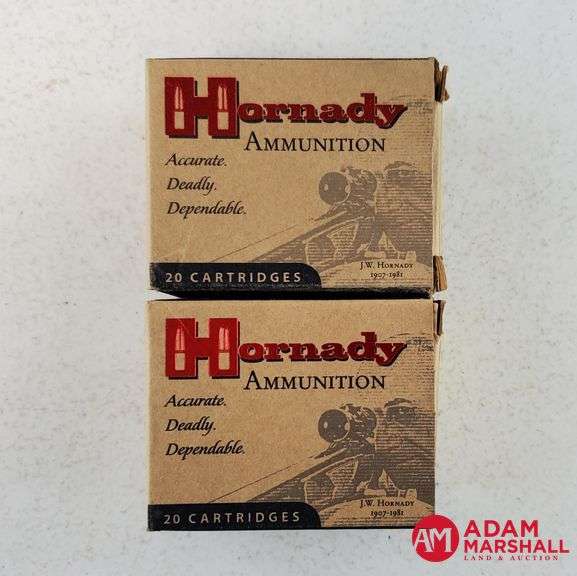 Hornady
AMMUNITION
Accurate.
Deadly.
Dependable.
J.W. HORNADY
1907-1981
20 CARTRIDGES
Hornady
AMMUNITION
Accurate.
Deadly.
Dependable.
J.W. HORNADY
1907-1981
20 CARTRIDGES
AM ADAM
MARSHALL
LAND & AUCTION